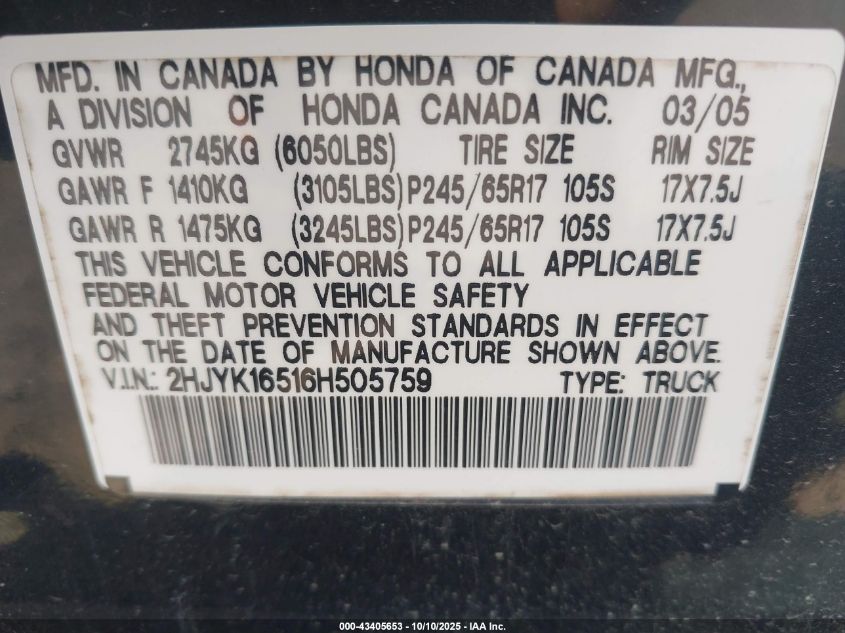 MFD. IN CANADA BY HONDA OF CANADA MFG.,
A DIVISION OF HONDA CANADA INC. 03/05
GVWR 2745KG (6050LBS) TIRE SIZE RIM SIZE
GAWR F 1410KG (3105LBS) P245/65R17 105S 17X7.5J
GAWR R 1475KG (3245LBS) P245/65R17 105S 17X7.5J
THIS VEHICLE CONFORMS TO ALL APPLICABLE
FEDERAL MOTOR VEHICLE SAFETY
AND THEFT PREVENTION STANDARDS IN EFFECT
ON THE DATE OF MANUFACTURE SHOWN ABOVE.
V.I.N.: 2HJYK16516H505759 TYPE: TRUCK
000-43405653 - 10/10/2025 - IAA Inc.